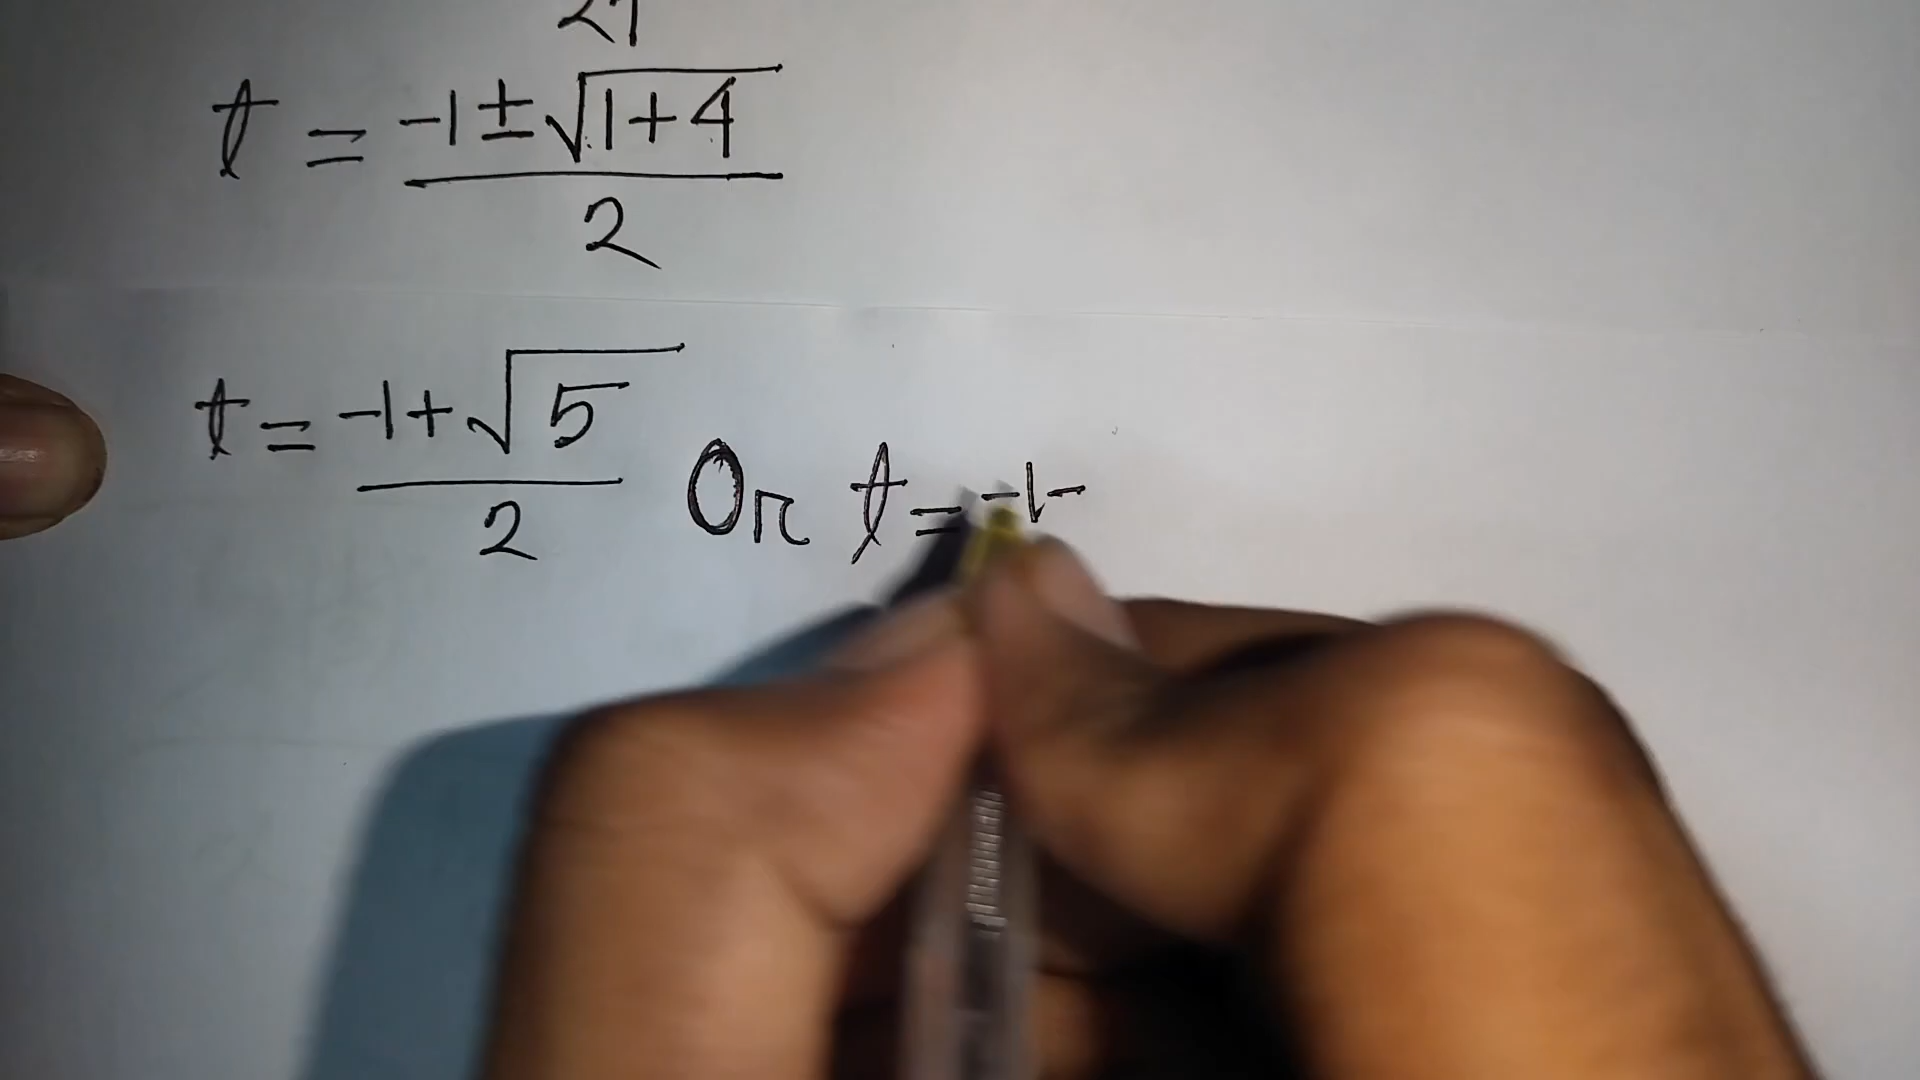 t = (-1 ± √(1+4)) / 2
t = (-1+√5) / 2 Or t = -1-